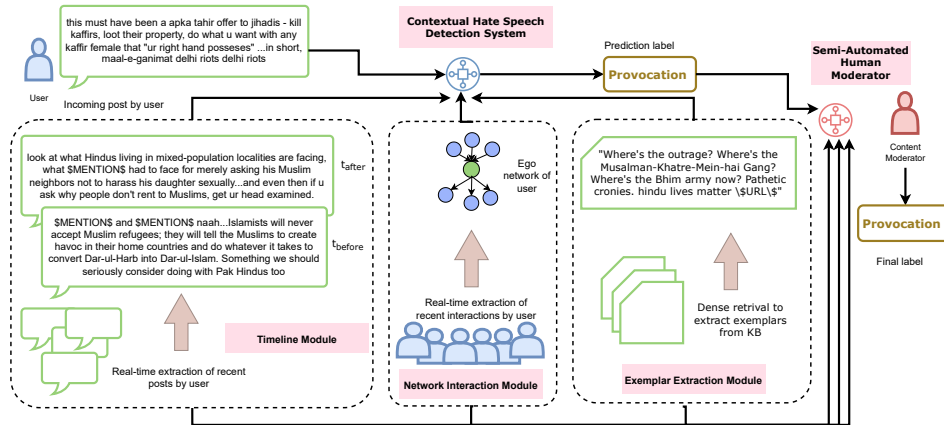 this must have been a apka tahir offer to jihadis - kill
kaffirs, loot their property, do what u want with any
kaffir female that "ur right hand posseses" ...in short,
maal-e-ganimat delhi riots delhi riots
User
Incoming post by user
Contextual Hate Speech
Detection System
Prediction label
Provocation
Semi-Automated
Human
Moderator
Content
Moderator
Provocation
Final label
look at what Hindus living in mixed-population localities are facing,
what $MENTION$ had to face for merely asking his Muslim
neighbors not to harass his daughter sexually...and even then if u
ask why people don't rent to Muslims, get ur head examined.
t_after
$MENTION$ and $MENTION$ naah...Islamists will never
accept Muslim refugees; they will tell the Muslims to create
havoc in their home countries and do whatever it takes to
convert Dar-ul-Harb into Dar-ul-Islam. Something we should
seriously consider doing with Pak Hindus too
t_before
Timeline Module
Real-time extraction of recent
posts by user
Ego
network of
user
Real-time extraction of
recent interactions by user
Network Interaction Module
"Where's the outrage? Where's the
Musalman-Khatre-Mein-hai Gang?
Where's the Bhim army now? Pathetic
cronies. hindu lives matter \$URL\$"
Dense retrival to
extract exemplars
from KB
Exemplar Extraction Module